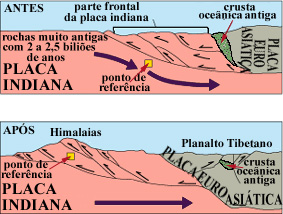 ANTES
parte frontal
da placa indiana
crusta
oceânica antiga
rochas muito antigas
com 2 a 2,5 biliões
de anos
PLACA
INDIANA
ponto de
referência
PLACA
EURO
ASIÁTICA
APÓS
Himalaias
Planalto Tibetano
ponto de
referência
crusta
oceânica
antiga
PLACA EURO
ASIÁTICA
PLACA
INDIANA